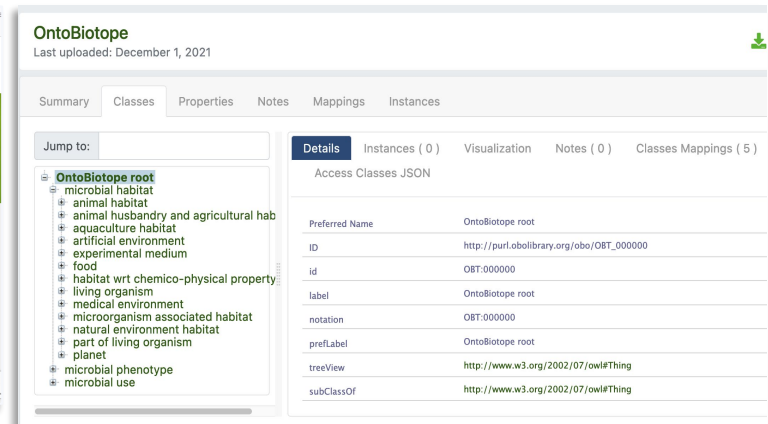 OntoBiotope
Last uploaded: December 1, 2021
Summary Classes Properties Notes Mappings Instances
Jump to:
OntoBiotope root
microbial habitat
animal habitat
animal husbandry and agricultural hab
aquaculture habitat
artificial environment
experimental medium
food
habitat wrt chemico-physical property
living organism
medical environment
microorganism associated habitat
natural environment habitat
part of living organism
planet
microbial phenotype
microbial use
Details Instances ( 0 ) Visualization Notes ( 0 ) Classes Mappings ( 5 )
Access Classes JSON
Preferred Name OntoBiotope root
ID http://purl.obolibrary.org/obo/OBT_000000
id OBT:000000
label OntoBiotope root
notation OBT:000000
prefLabel OntoBiotope root
treeView http://www.w3.org/2002/07/owl#Thing
subClassOf http://www.w3.org/2002/07/owl#Thing